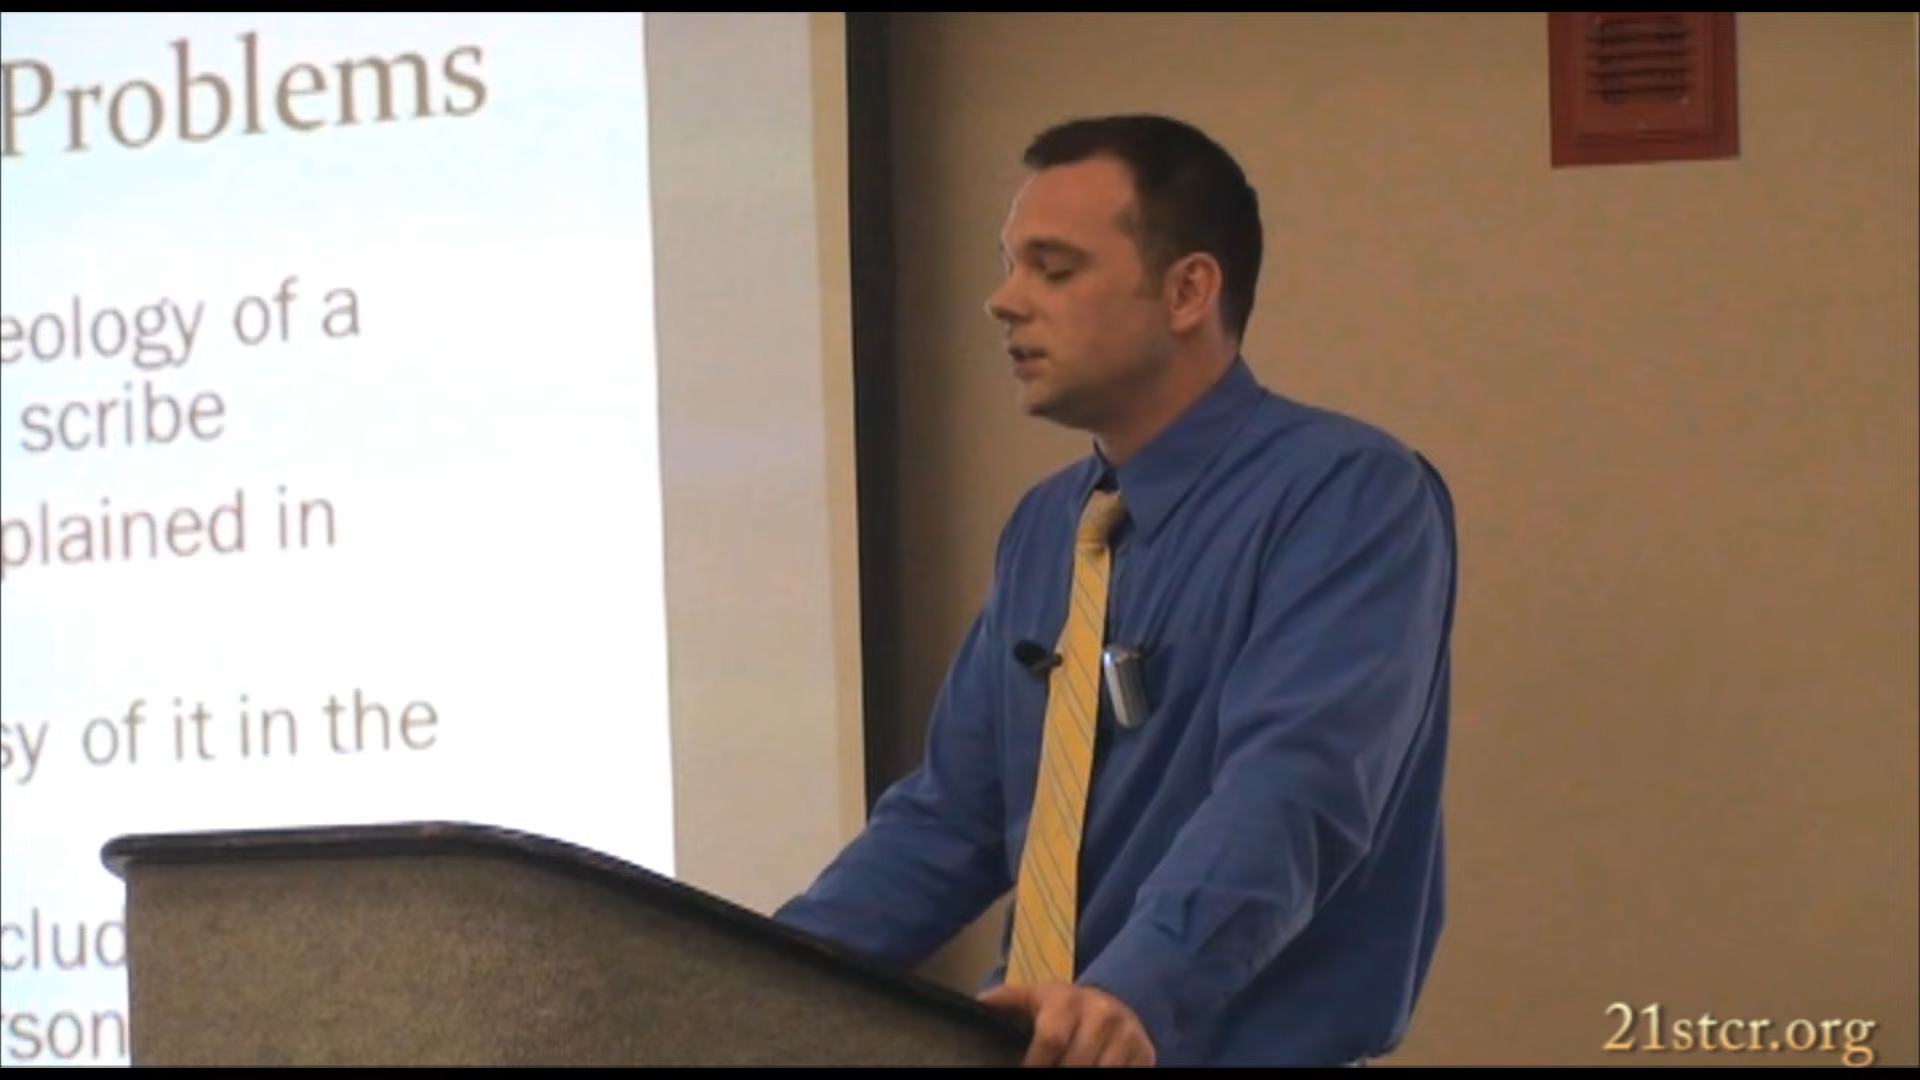 Problems
eology of a
scribe
plained in
sy of it in the
clud
rson
21stcr.org